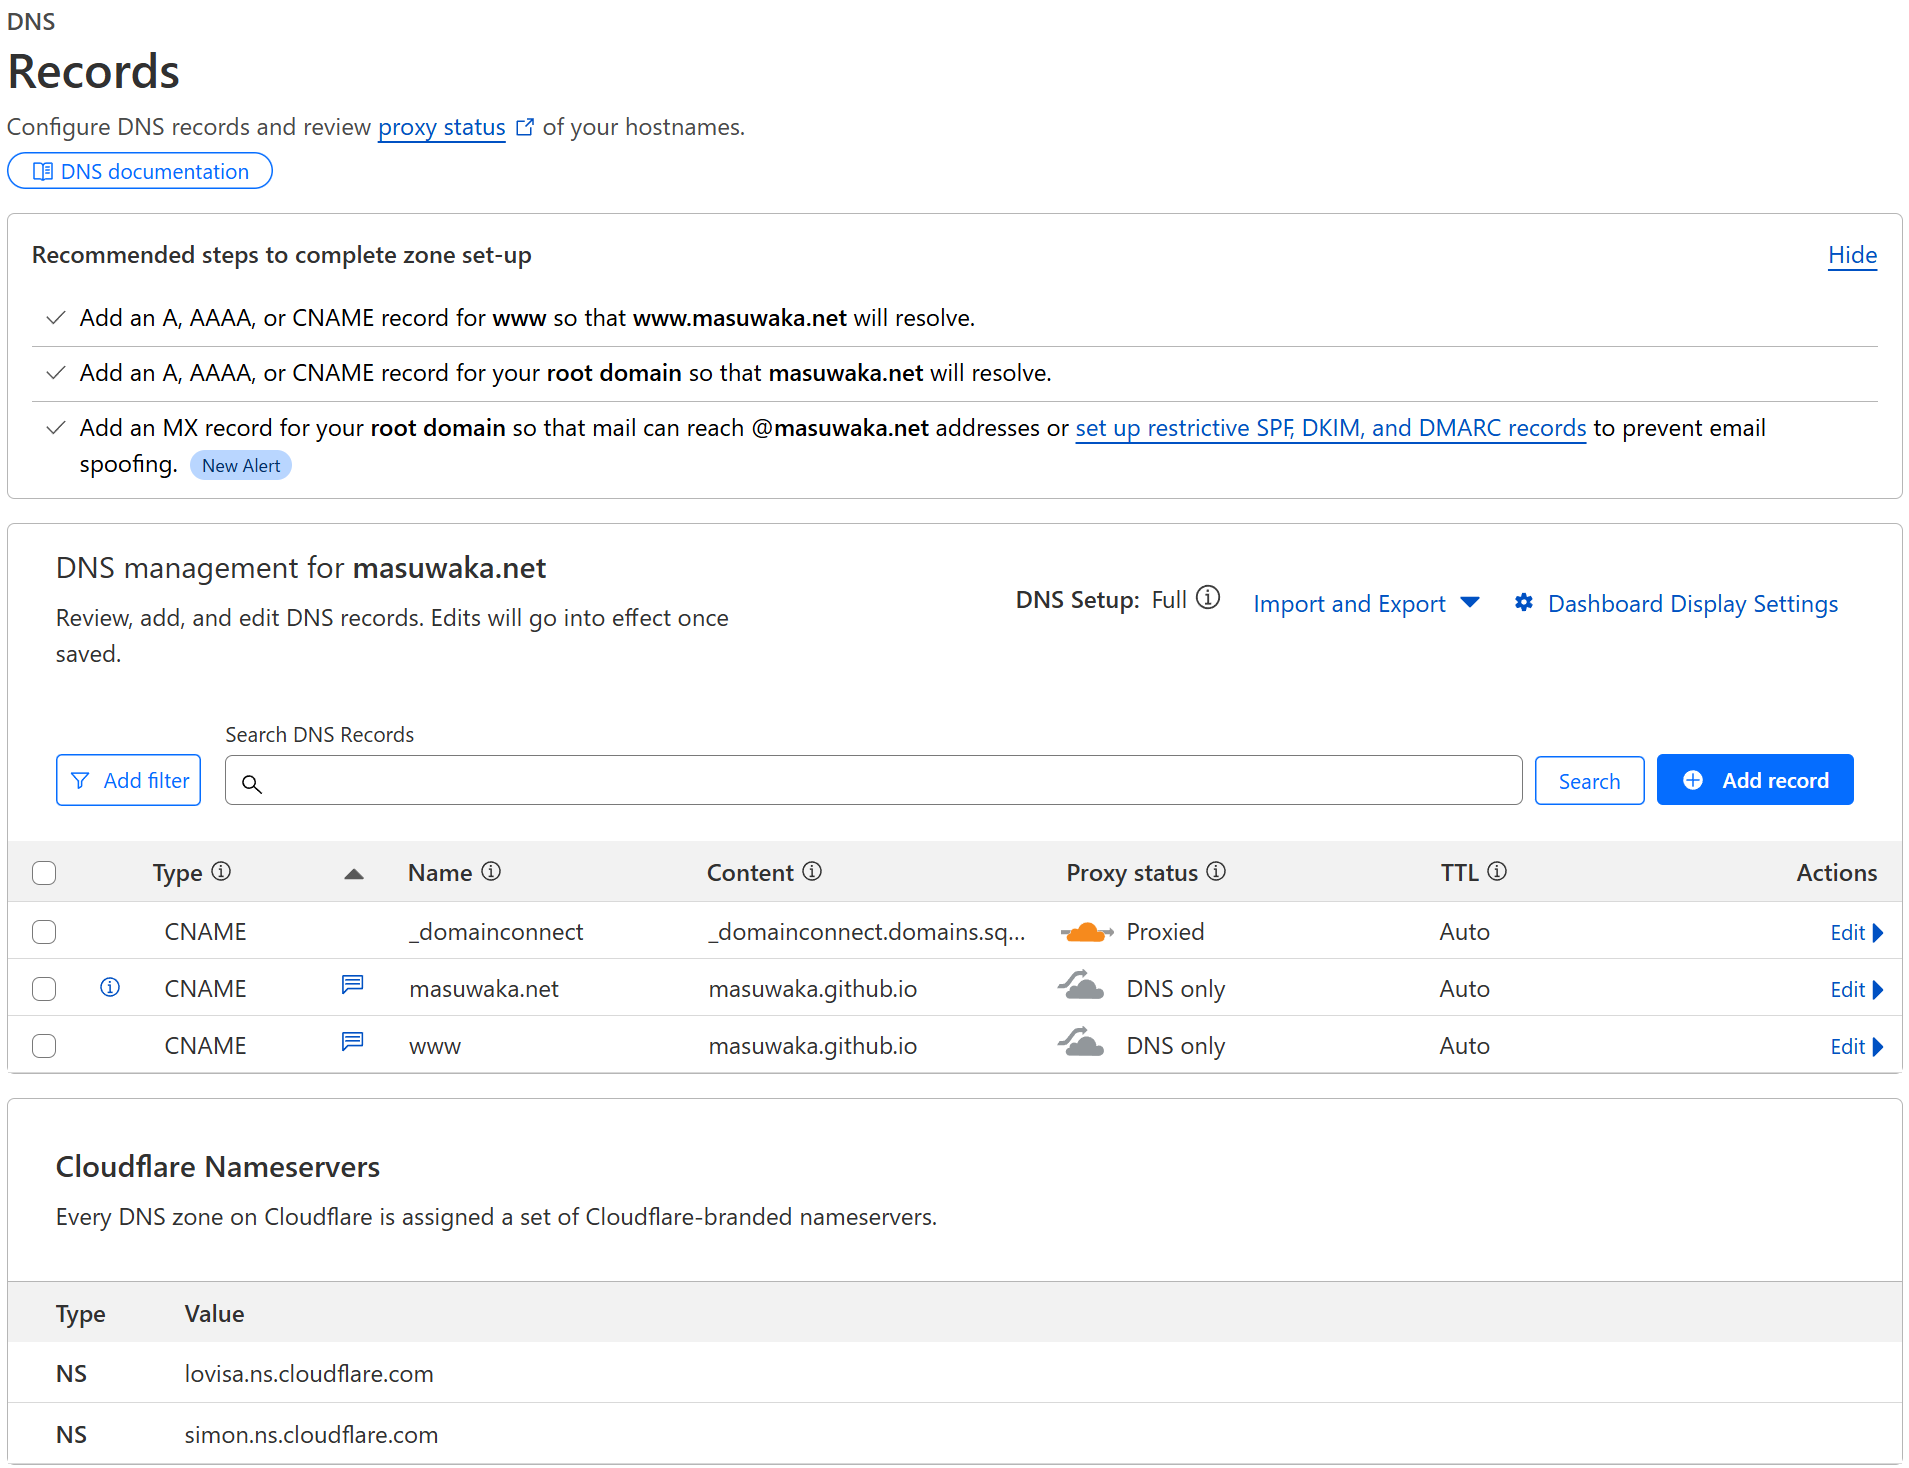 DNS
Records
Configure DNS records and review proxy status of your hostnames.
DNS documentation
Recommended steps to complete zone set-up
Hide
Add an A, AAAA, or CNAME record for www so that www.masuwaka.net will resolve.
Add an A, AAAA, or CNAME record for your root domain so that masuwaka.net will resolve.
Add an MX record for your root domain so that mail can reach @masuwaka.net addresses or set up restrictive SPF, DKIM, and DMARC records to prevent email
spoofing. New Alert
DNS management for masuwaka.net
Review, add, and edit DNS records. Edits will go into effect once
saved.
DNS Setup: Full Import and Export Dashboard Display Settings
Search DNS Records
Add filter Search Add record
Type Name Content Proxy status TTL Actions
CNAME _domainconnect _domainconnect.domains.sq... Proxied Auto Edit
CNAME masuwaka.net masuwaka.github.io DNS only Auto Edit
CNAME www masuwaka.github.io DNS only Auto Edit
Cloudflare Nameservers
Every DNS zone on Cloudflare is assigned a set of Cloudflare-branded nameservers.
Type Value
NS lovisa.ns.cloudflare.com
NS simon.ns.cloudflare.com